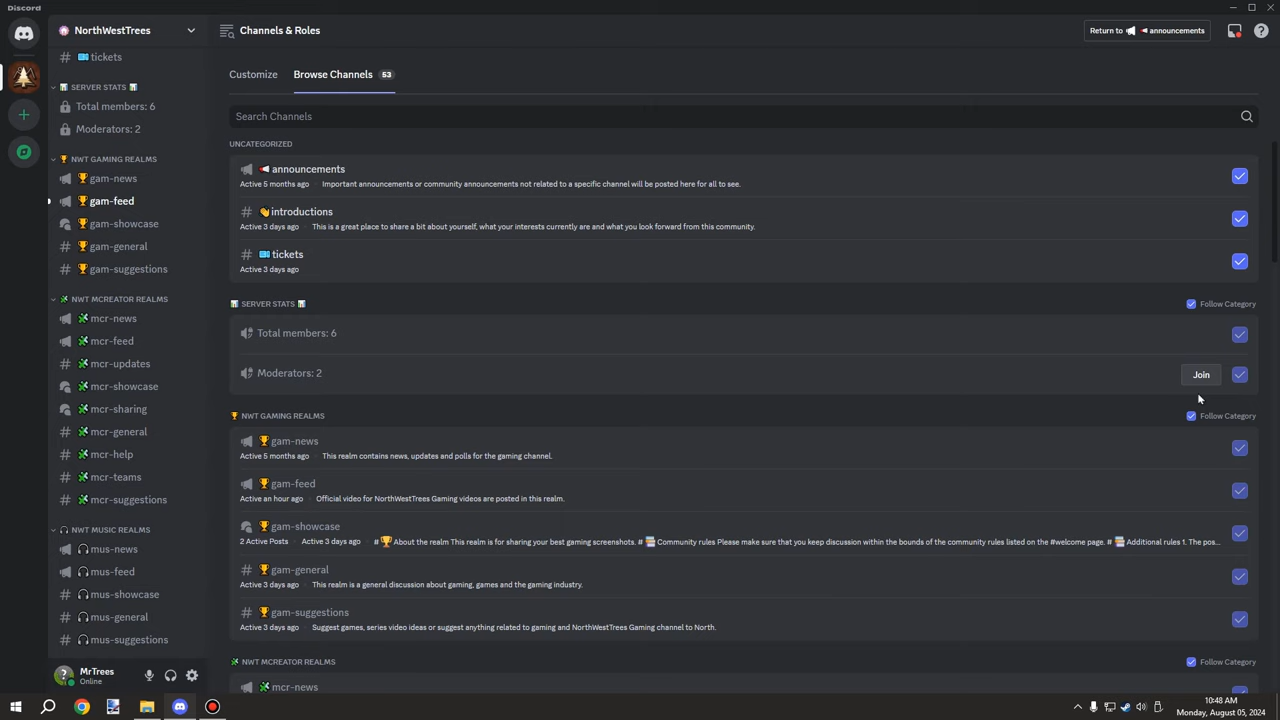 Discord
NorthWestTrees
Channels & Roles
Return to announcements
tickets
SERVER STATS
Total members: 6
Moderators: 2
NWT GAMING REALMS
gam-news
gam-feed
gam-showcase
gam-general
gam-suggestions
NWT MCREATOR REALMS
mcr-news
mcr-feed
mcr-updates
mcr-showcase
mcr-sharing
mcr-general
mcr-help
mcr-teams
mcr-suggestions
NWT MUSIC REALMS
mus-news
mus-feed
mus-showcase
mus-general
mus-suggestions
MrTrees
Online
Customize
Browse Channels 53
Search Channels
UNCATEGORIZED
announcements
Active 5 months ago Important announcements or community announcements not related to a specific channel will be posted here for all to see.
introductions
Active 3 days ago This is a great place to share a bit about yourself, what your interests currently are and what you look forward from this community.
tickets
Active 3 days ago
SERVER STATS
Follow Category
Total members: 6
Moderators: 2
Join
NWT GAMING REALMS
Follow Category
gam-news
Active 5 months ago This realm contains news, updates and polls for the gaming channel.
gam-feed
Active an hour ago Official video for NorthWestTrees Gaming videos are posted in this realm.
gam-showcase
2 Active Posts Active 3 days ago # About the realm This realm is for sharing your best gaming screenshots. # Community rules Please make sure that you keep discussion within the bounds of the community rules listed on the #welcome page. # Additional rules 1. The pos...
gam-general
Active 3 days ago This realm is a general discussion about gaming, games and the gaming industry.
gam-suggestions
Active 3 days ago Suggest games, series video ideas or suggest anything related to gaming and NorthWestTrees Gaming channel to North.
NWT MCREATOR REALMS
Follow Category
mcr-news
10:48 AM
Monday, August 05, 2024